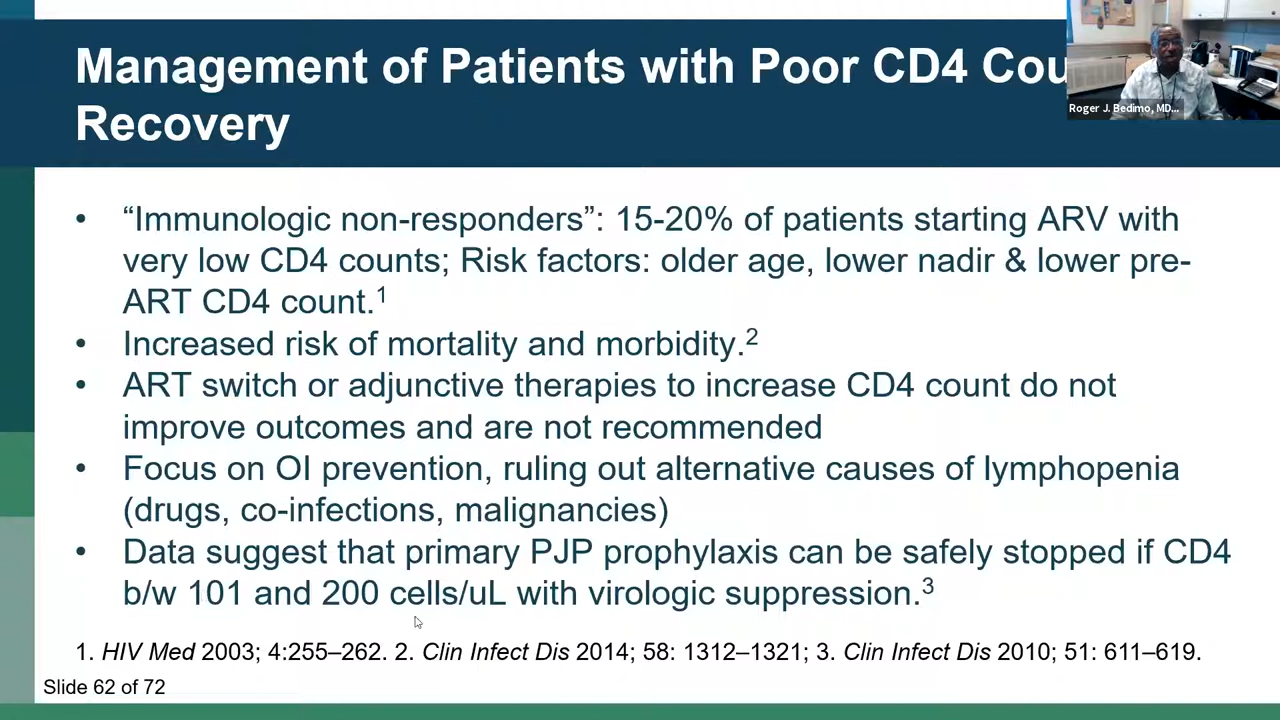 Management of Patients with Poor CD4 Cou
Recovery
Roger J. Bedimo, MD...
• “Immunologic non-responders”: 15-20% of patients starting ARV with
very low CD4 counts; Risk factors: older age, lower nadir & lower pre-
ART CD4 count.1
• Increased risk of mortality and morbidity.2
• ART switch or adjunctive therapies to increase CD4 count do not
improve outcomes and are not recommended
• Focus on OI prevention, ruling out alternative causes of lymphopenia
(drugs, co-infections, malignancies)
• Data suggest that primary PJP prophylaxis can be safely stopped if CD4
b/w 101 and 200 cells/uL with virologic suppression.3
1. HIV Med 2003; 4:255–262. 2. Clin Infect Dis 2014; 58: 1312–1321; 3. Clin Infect Dis 2010; 51: 611–619.
Slide 62 of 72